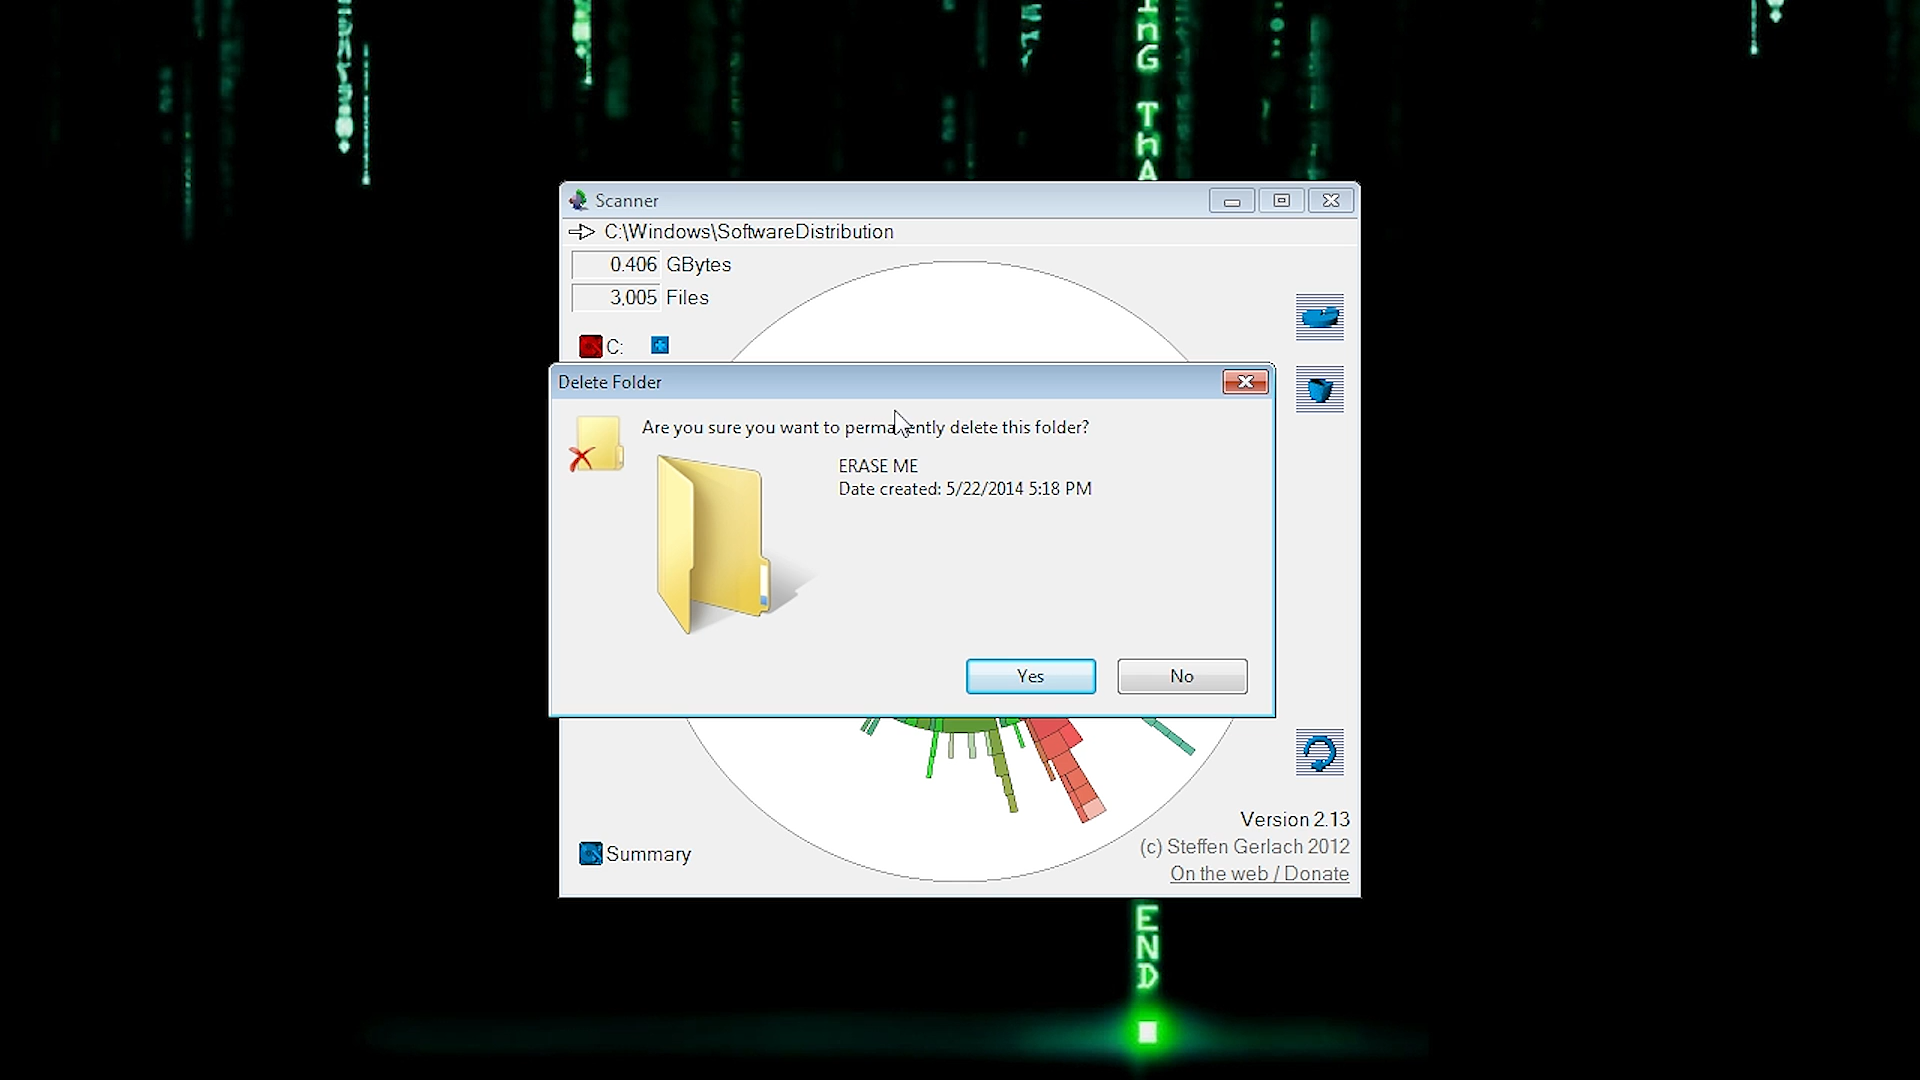 ING THA
Scanner
C:\Windows\SoftwareDistribution
0.406 GBytes
3,005 Files
C:
Delete Folder
Are you sure you want to permanently delete this folder?
ERASE ME
Date created: 5/22/2014 5:18 PM
Yes No
Version 2.13
(c) Steffen Gerlach 2012
Summary
On the web / Donate
END